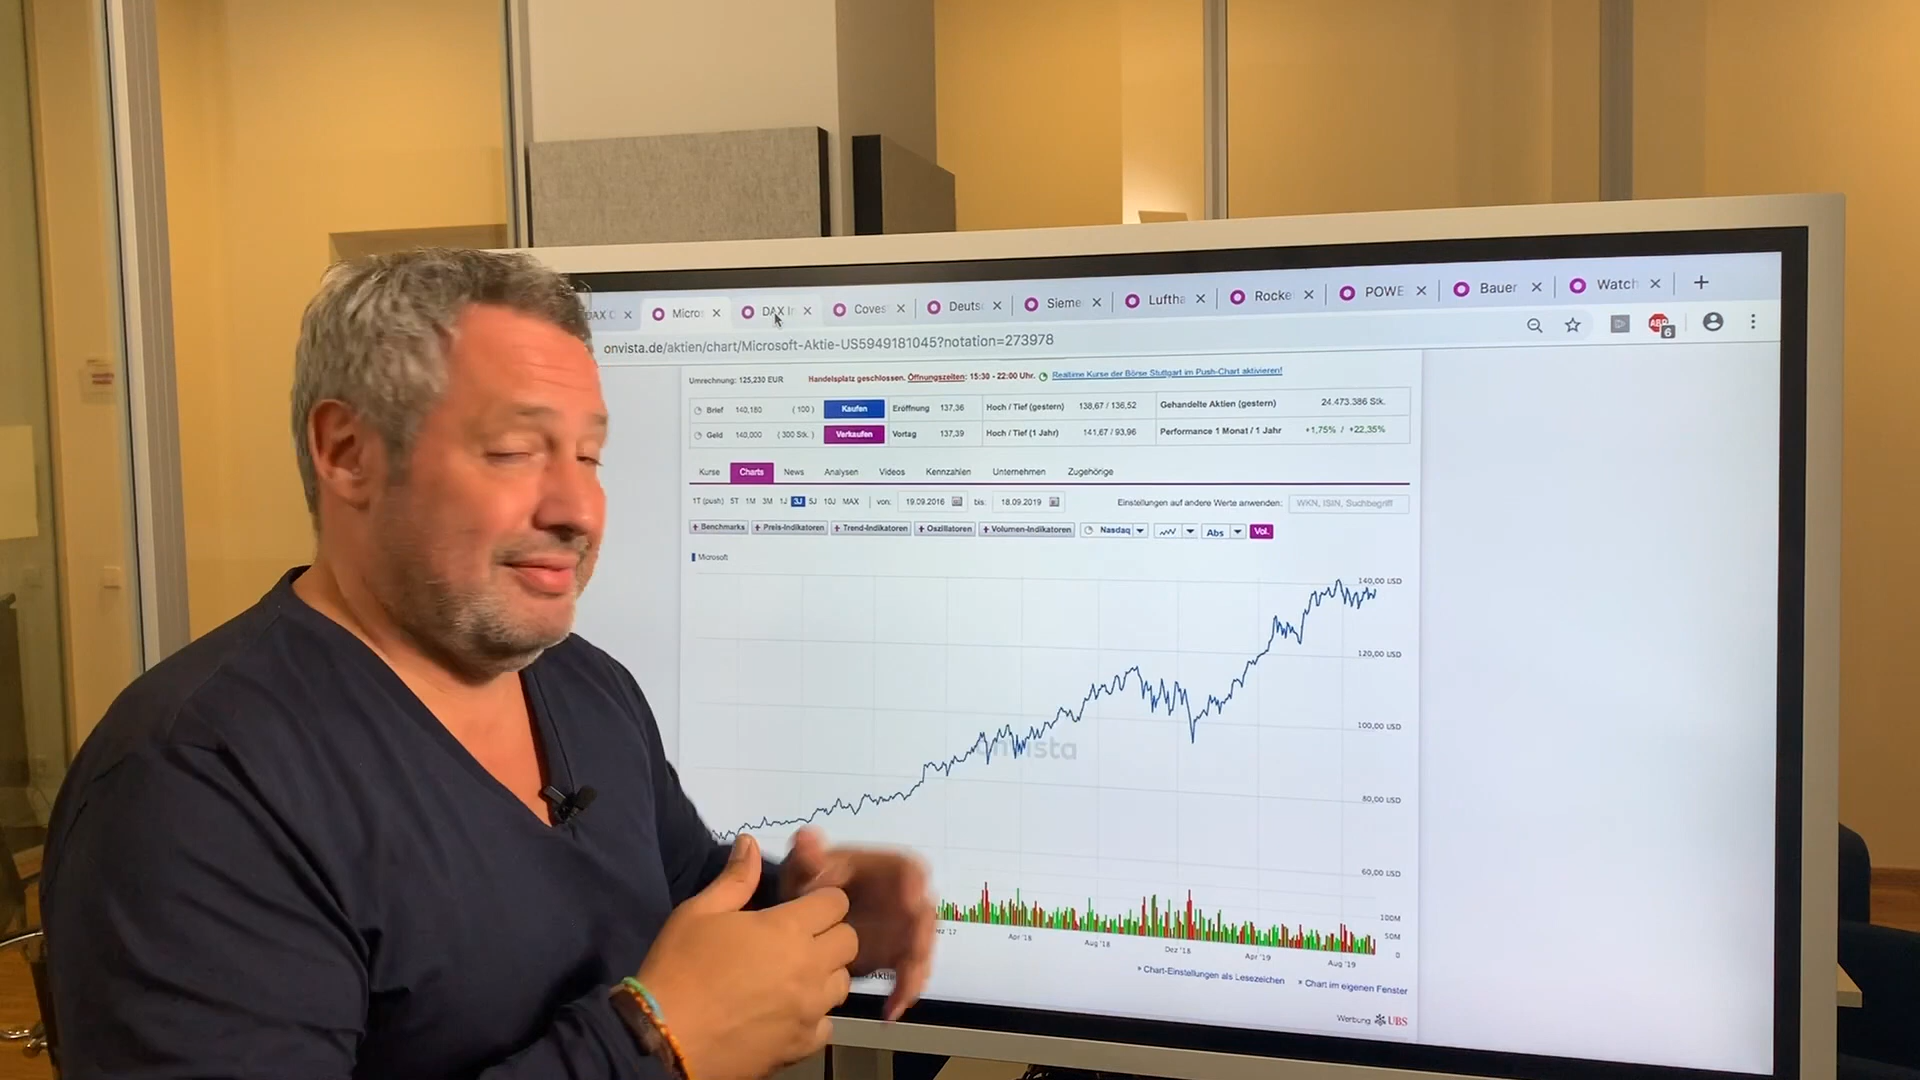 DAX
Micros
DAX In
Coves
Deuts
Sieme
Luftha
Rocke
POWE
Bauer
Watch
onvista.de/aktien/chart/Microsoft-Aktie-US5949181045?notation=273978
ABP
6
Umrechnung: 125,230 EUR Handelsplatz geschlossen. Öffnungszeiten: 15:30 - 22:00 Uhr. Realtime Kurse der Börse Stuttgart im Push-Chart aktivieren!
Brief 140,180 (100) Kaufen Eröffnung 137,36 Hoch / Tief (gestern) 138,67 / 136,52 Gehandelte Aktien (gestern) 24.473.386 Stk.
Geld 140,000 (300 Stk.) Verkaufen Vortag 137,39 Hoch / Tief (1 Jahr) 141,67 / 93,96 Performance 1 Monat / 1 Jahr +1,75% / +22,35%
Kurse Charts News Analysen Videos Kennzahlen Unternehmen Zugehörige
1T (push) 5T 1M 3M 1J 3J 5J 10J MAX von: 19.09.2016 bis: 18.09.2019 Einstellungen auf andere Werte anwenden: WKN, ISIN, Suchbegriff
+ Benchmarks + Preis-Indikatoren + Trend-Indikatoren + Oszillatoren + Volumen-Indikatoren Nasdaq Abs Vol.
Microsoft
140,00 USD
120,00 USD
100,00 USD
onvista
80,00 USD
60,00 USD
100M
50M
0
ez '17 Apr '18 Aug '18 Dez '18 Apr '19 Aug '19
Aktie
» Chart-Einstellungen als Lesezeichen » Chart im eigenen Fenster
Werbung UBS